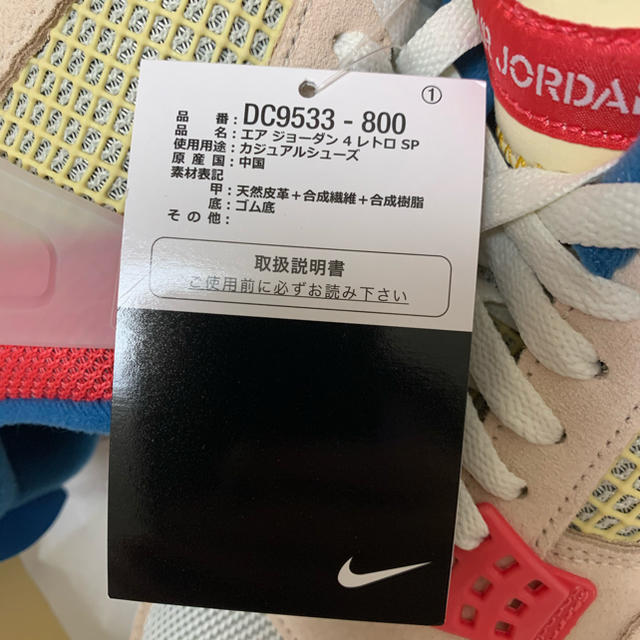 ①
品番：DC9533 - 800
品名：エア ジョーダン 4 レトロ SP
使用用途：カジュアルシューズ
原産国：中国
素材表記
甲：天然皮革＋合成繊維＋合成樹脂
底：ゴム底
その他：
取扱説明書
ご使用前に必ずお読み下さい
JORDAN